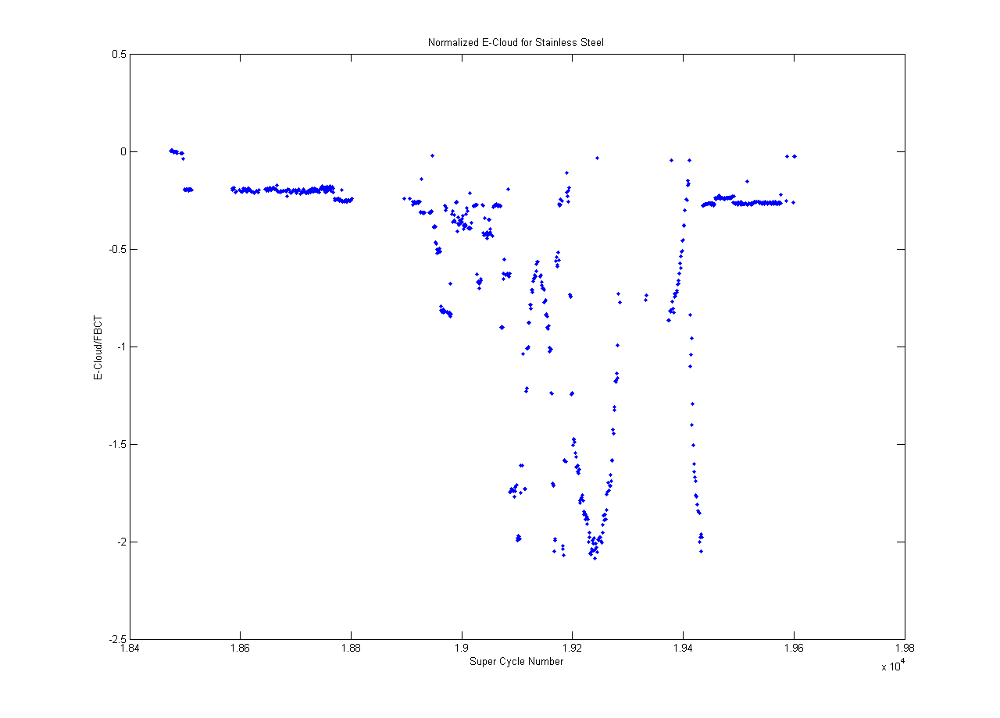 Normalized E-Cloud for Stainless Steel
0.5
0
-0.5
-1
-1.5
-2
-2.5
E-Cloud/FBCT
1.84 1.86 1.88 1.9 1.92 1.94 1.96 1.98
Super Cycle Number
x 10^4